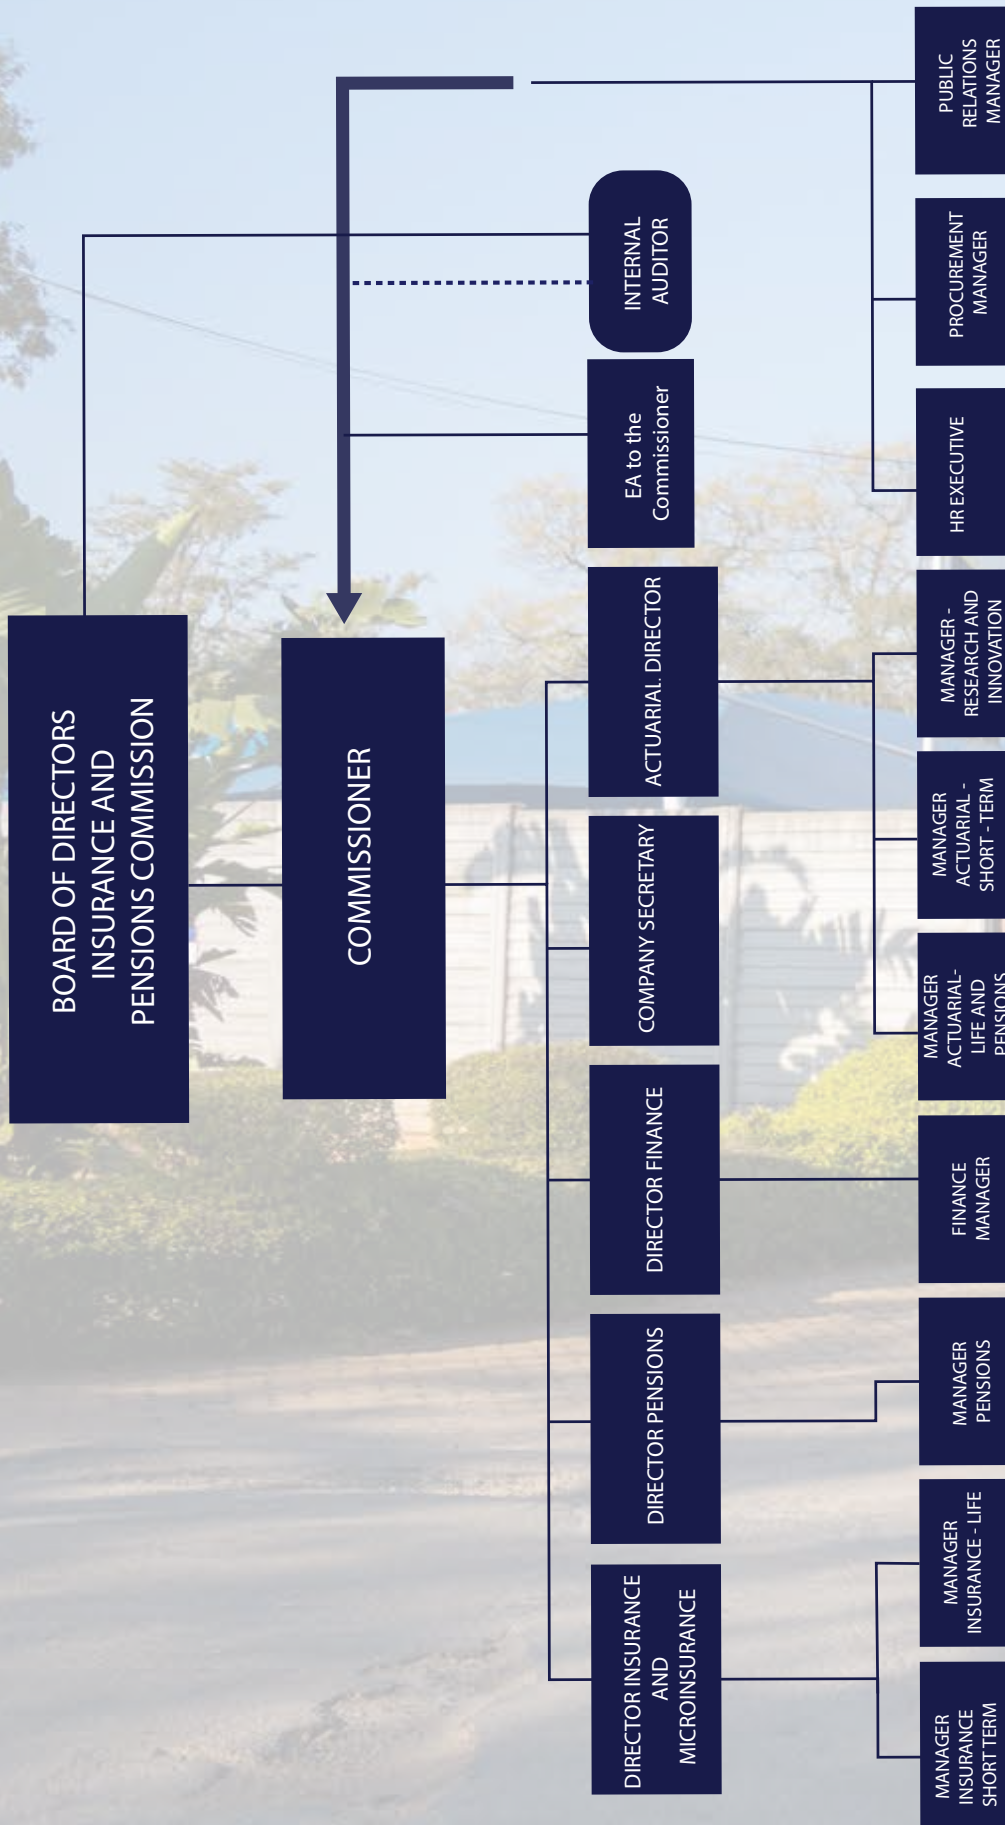 BOARD OF DIRECTORS
INSURANCE AND
PENSIONS COMMISSION
COMMISSIONER
DIRECTOR INSURANCE
AND
MICROINSURANCE
DIRECTOR PENSIONS
DIRECTOR FINANCE
COMPANY SECRETARY
ACTUARIAL. DIRECTOR
EA to the
Commissioner
INTERNAL
AUDITOR
MANAGER
INSURANCE
SHORT TERM
MANAGER
INSURANCE - LIFE
MANAGER
PENSIONS
FINANCE
MANAGER
MANAGER
ACTUARIAL-
LIFE AND
PENSIONS
MANAGER
ACTUARIAL -
SHORT - TERM
MANAGER -
RESEARCH AND
INNOVATION
HR EXECUTIVE
PROCUREMENT
MANAGER
PUBLIC
RELATIONS
MANAGER